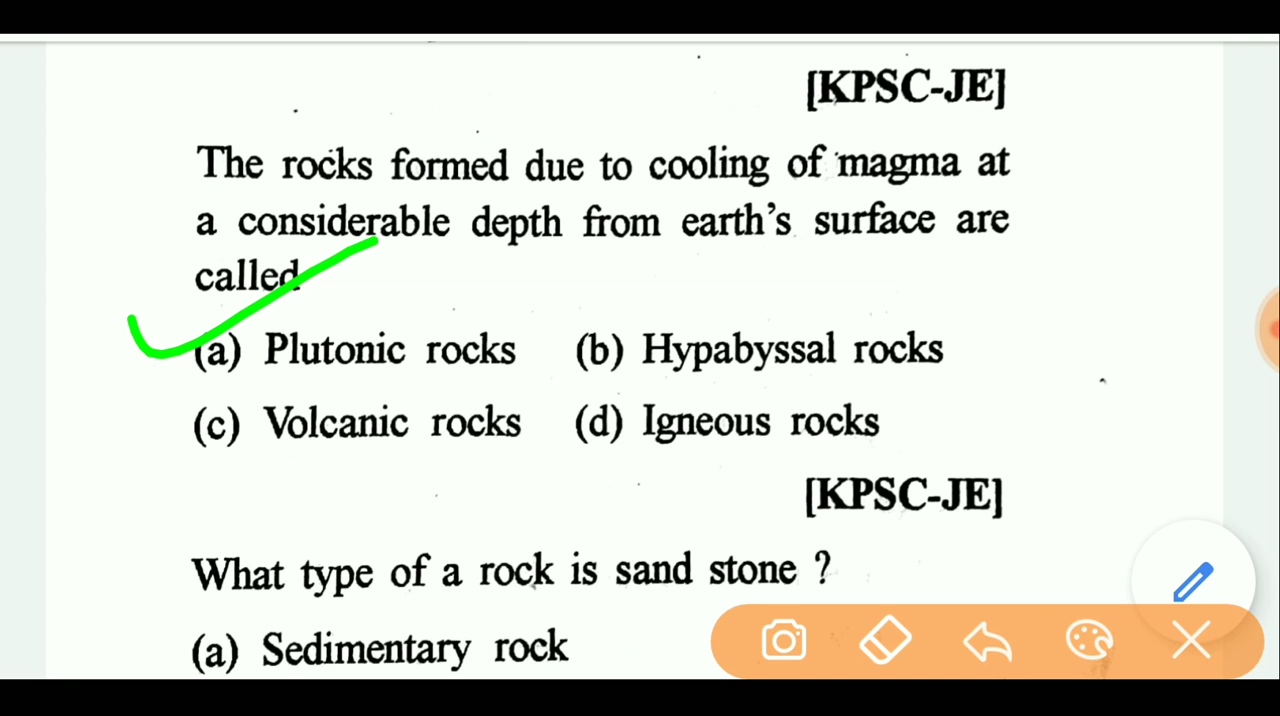 [KPSC-JE]
The rocks formed due to cooling of magma at
a considerable depth from earth's surface are
called
(a) Plutonic rocks (b) Hypabyssal rocks
(c) Volcanic rocks (d) Igneous rocks
[KPSC-JE]
What type of a rock is sand stone ?
(a) Sedimentary rock